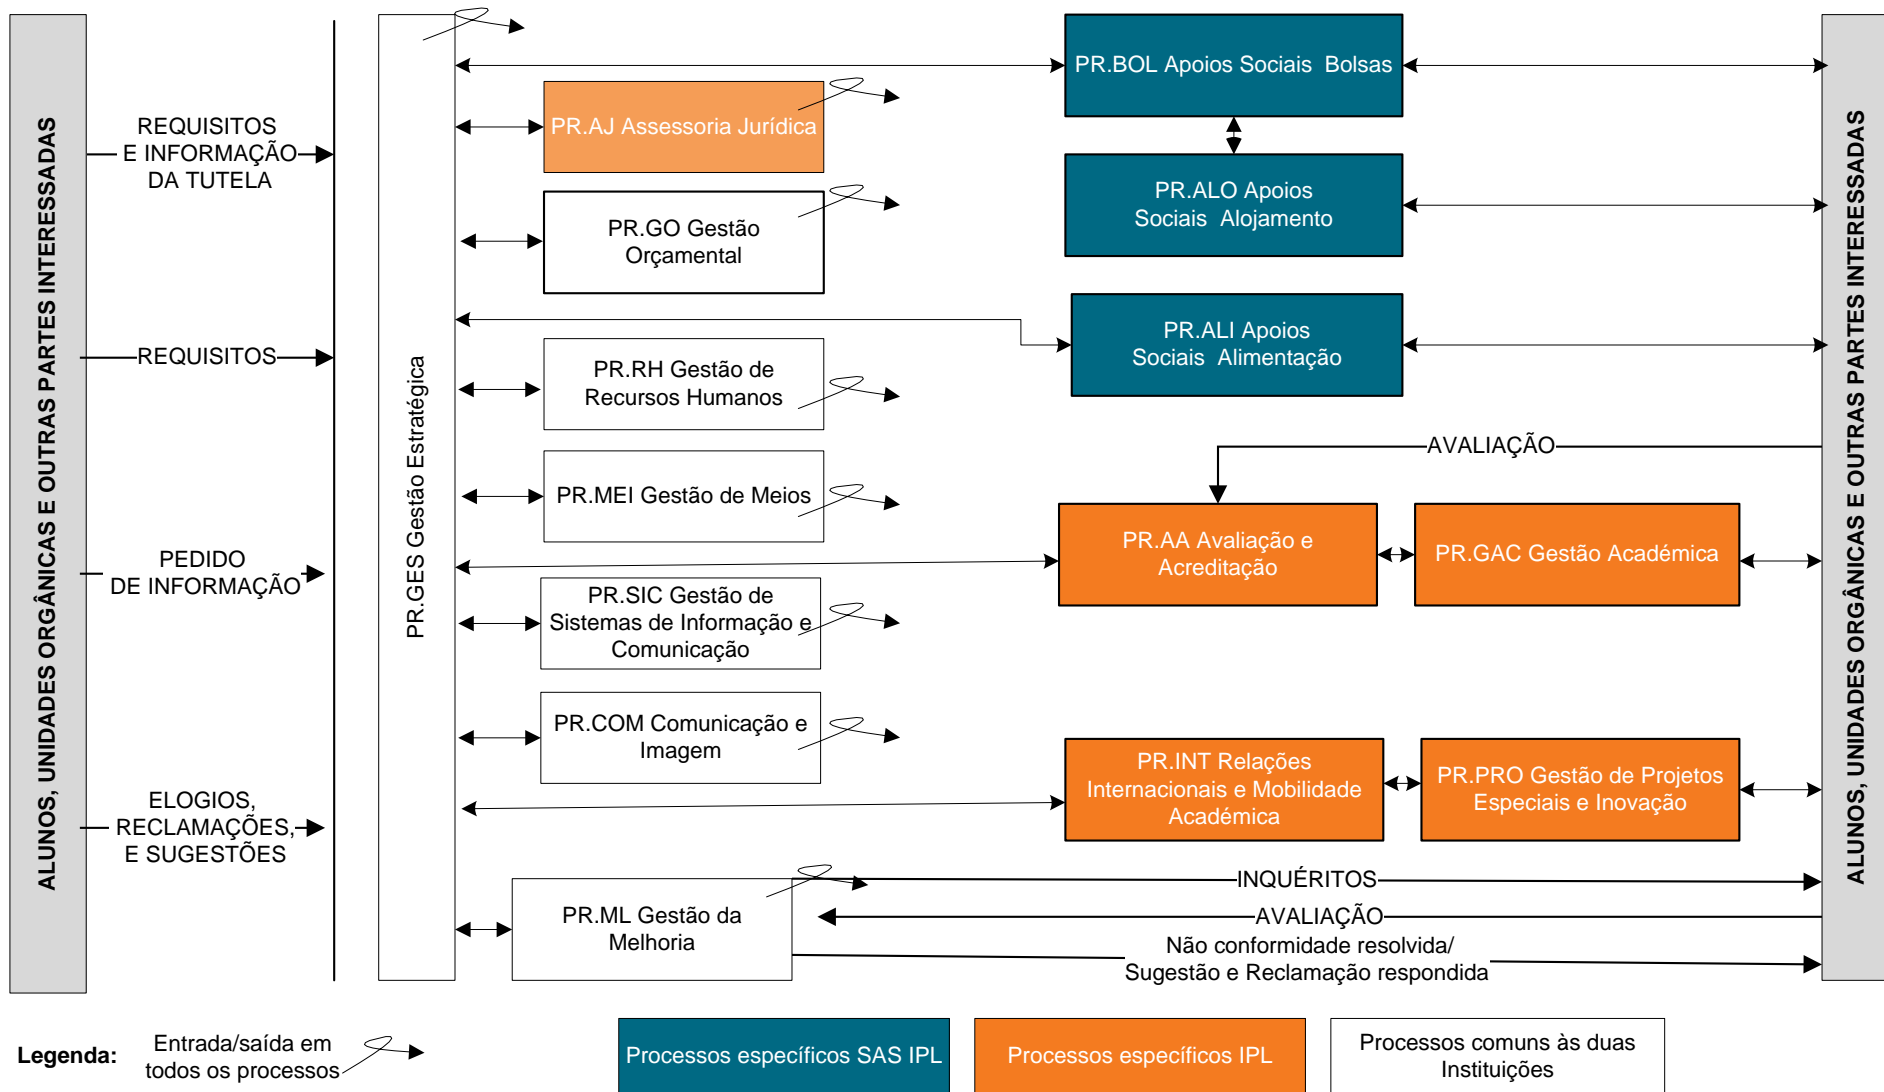 ALUNOS, UNIDADES ORGÂNICAS E OUTRAS PARTES INTERESSADAS
REQUISITOS
E INFORMAÇÃO
DA TUTELA
REQUISITOS
PEDIDO
DE INFORMAÇÃO
ELOGIOS,
RECLAMAÇÕES,
E SUGESTÕES
PR.GES Gestão Estratégica
PR.AJ Assessoria Jurídica
PR.GO Gestão
Orçamental
PR.RH Gestão de
Recursos Humanos
PR.MEI Gestão de Meios
PR.SIC Gestão de
Sistemas de Informação e
Comunicação
PR.COM Comunicação e
Imagem
PR.ML Gestão da
Melhoria
PR.BOL Apoios Sociais Bolsas
PR.ALO Apoios
Sociais Alojamento
PR.ALI Apoios
Sociais Alimentação
AVALIAÇÃO
PR.AA Avaliação e
Acreditação
PR.GAC Gestão Académica
PR.INT Relações
Internacionais e Mobilidade
Académica
PR.PRO Gestão de Projetos
Especiais e Inovação
INQUÉRITOS
AVALIAÇÃO
Não conformidade resolvida/
Sugestão e Reclamação respondida
ALUNOS, UNIDADES ORGÂNICAS E OUTRAS PARTES INTERESSADAS
Legenda:
Entrada/saída em
todos os processos
Processos específicos SAS IPL
Processos específicos IPL
Processos comuns às duas
Instituições